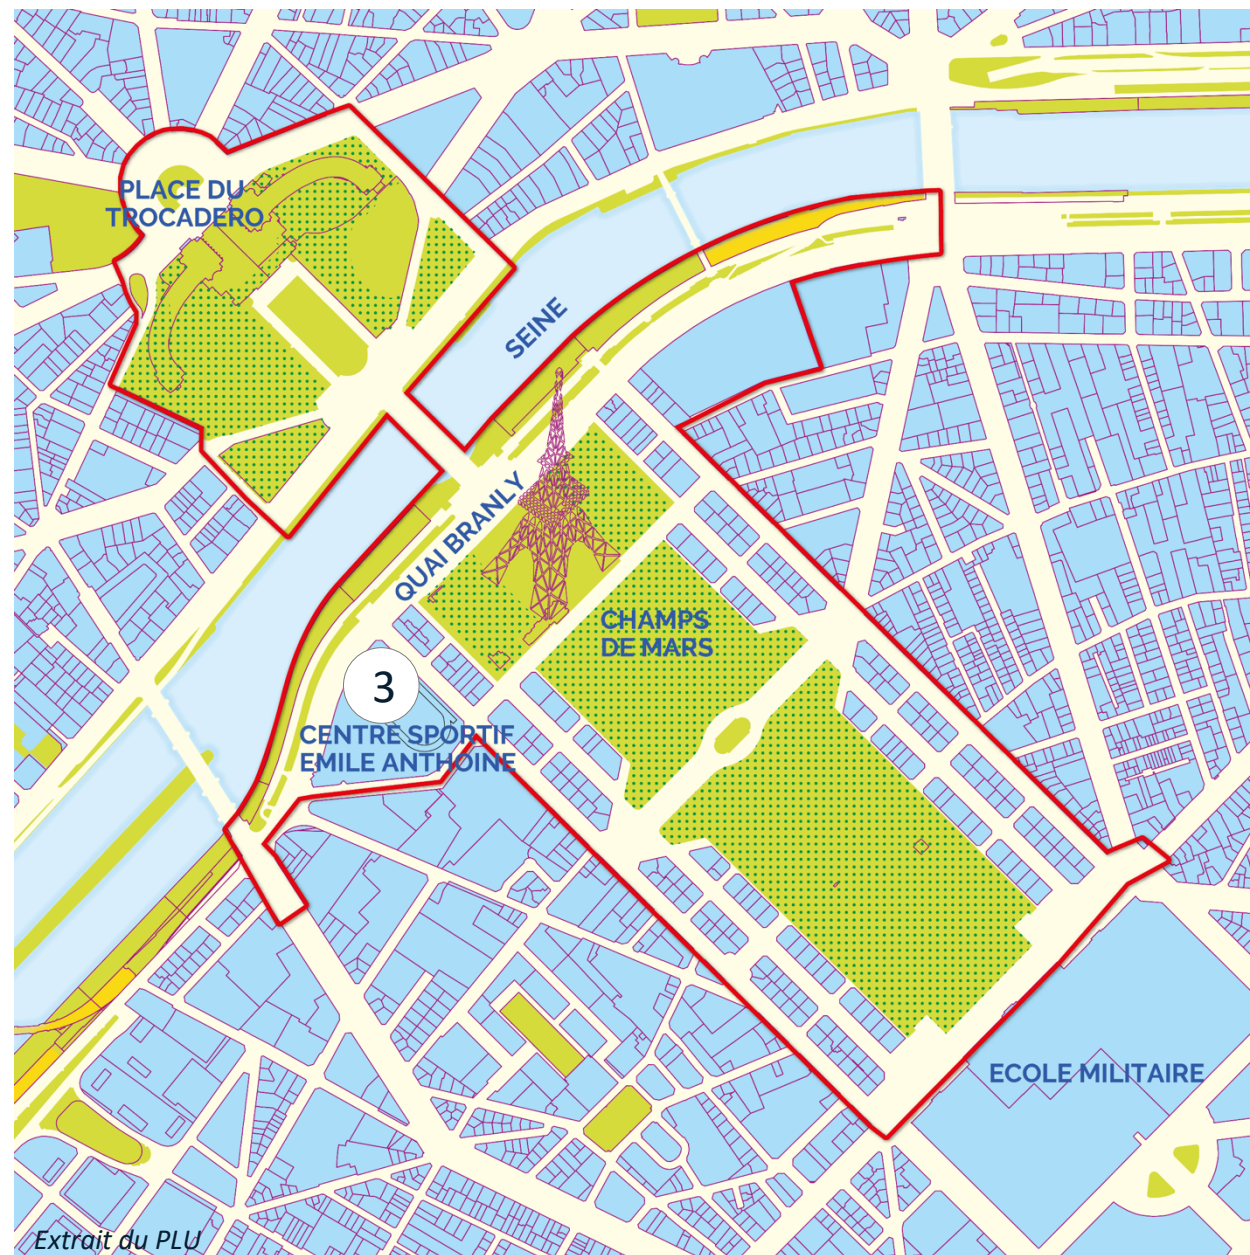 PLACE DU
TROCADERO
SEINE
QUAI BRANLY
CHAMPS
DE MARS
3
CENTRE SPORTIF
EMILE ANTHOINE
ECOLE MILITAIRE
Extrait du PLU